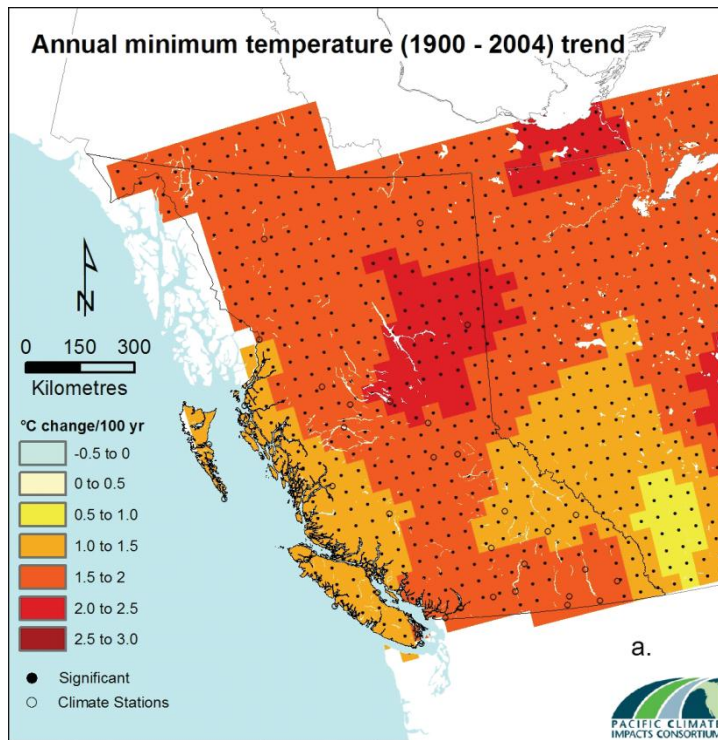 Annual minimum temperature (1900 - 2004) trend
N
0 150 300
Kilometres
°C change/100 yr
-0.5 to 0
0 to 0.5
0.5 to 1.0
1.0 to 1.5
1.5 to 2
2.0 to 2.5
2.5 to 3.0
Significant
Climate Stations
a.
PACIFIC CLIMATE
IMPACTS CONSORTIUM